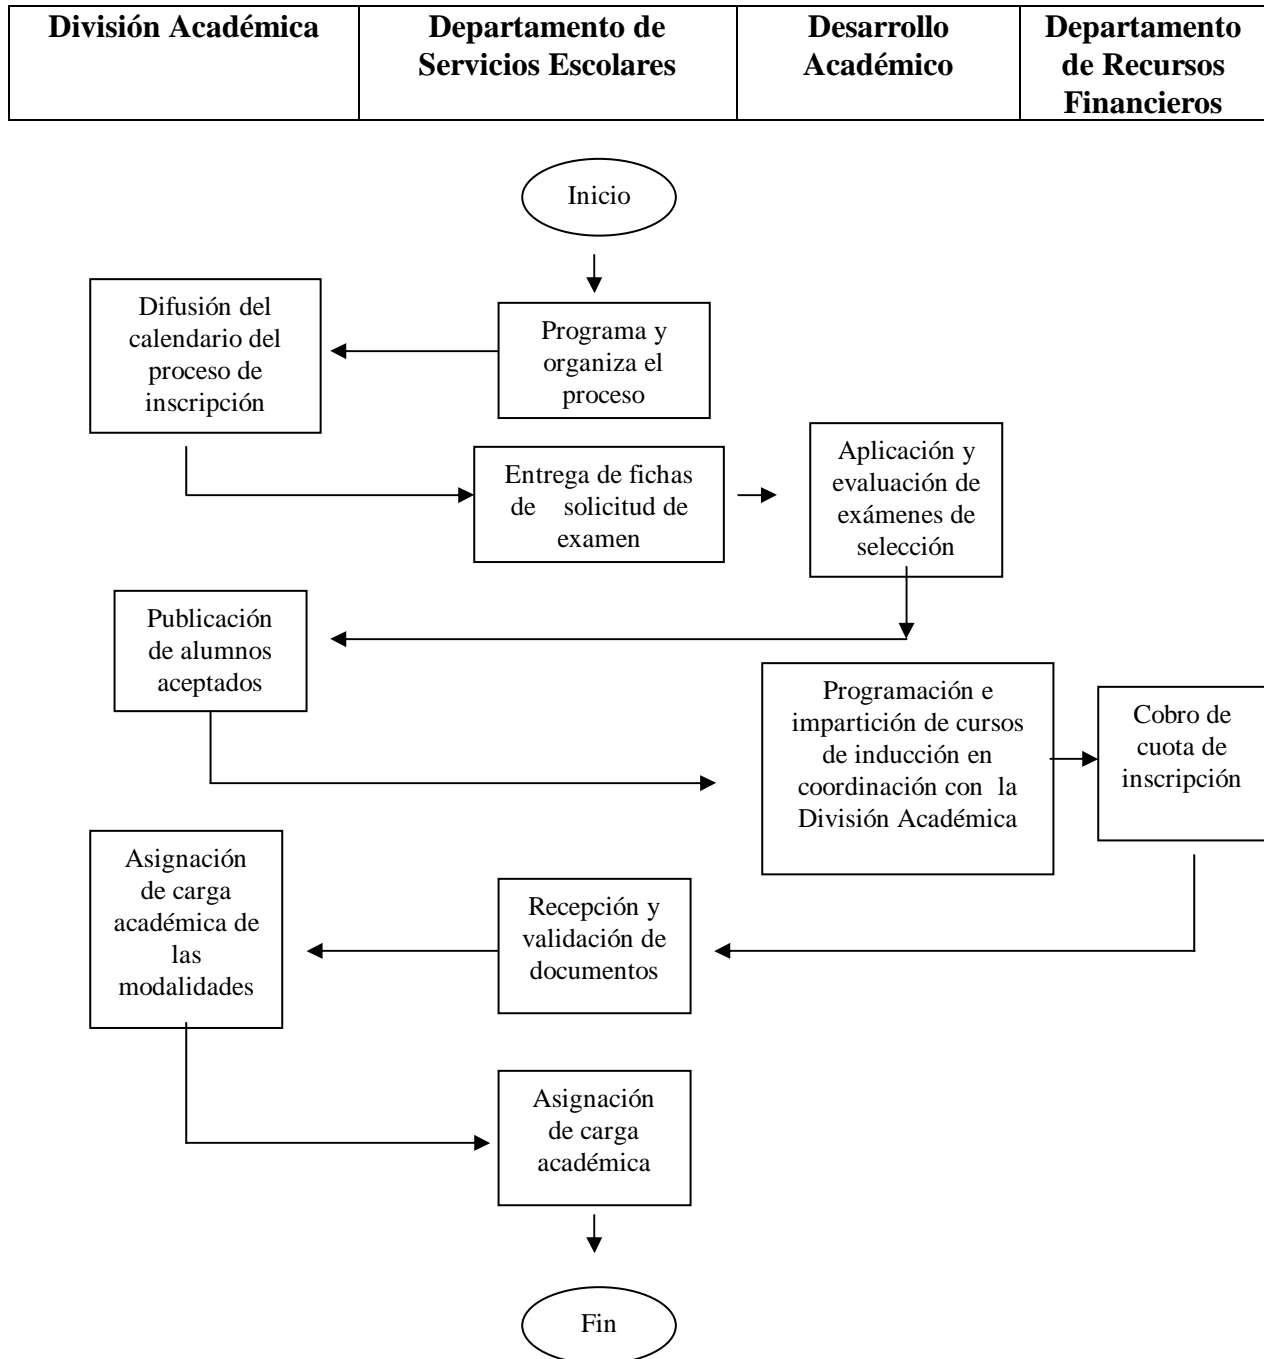 División Académica
Departamento de
Servicios Escolares
Desarrollo
Académico
Departamento
de Recursos
Financieros
Inicio
Difusión del
calendario del
proceso de
inscripción
Programa y
organiza el
proceso
Entrega de fichas
de solicitud de
examen
Aplicación y
evaluación de
exámenes de
selección
Publicación
de alumnos
aceptados
Programación e
impartición de cursos
de inducción en
coordinación con la
División Académica
Cobro de
cuota de
inscripción
Asignación
de carga
académica de
las
modalidades
Recepción y
validación de
documentos
Asignación
de carga
académica
Fin